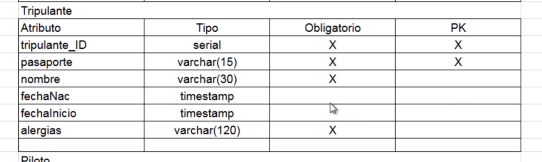 Tripulante
Atributo Tipo Obligatorio PK
tripulante_ID serial X X
pasaporte varchar(15) X X
nombre varchar(30) X
fechaNac timestamp
fechaInicio timestamp
alergias varchar(120) X
Piloto